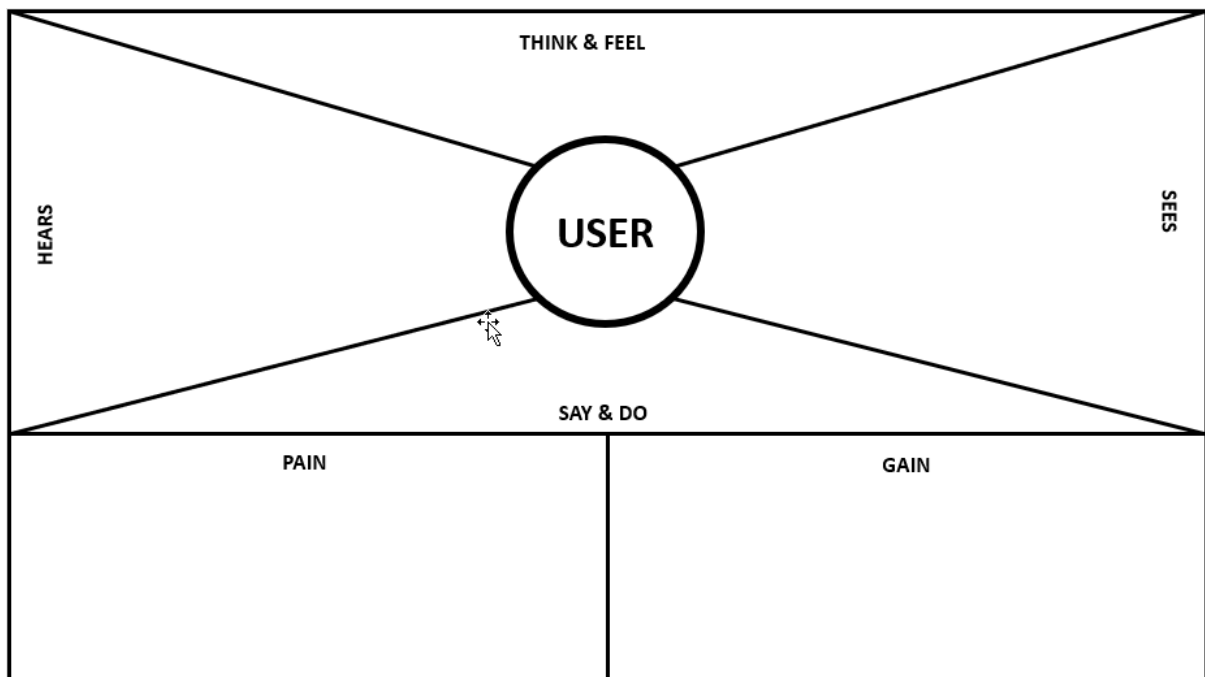 THINK & FEEL
HEARS
USER
SEES
SAY & DO
PAIN
GAIN